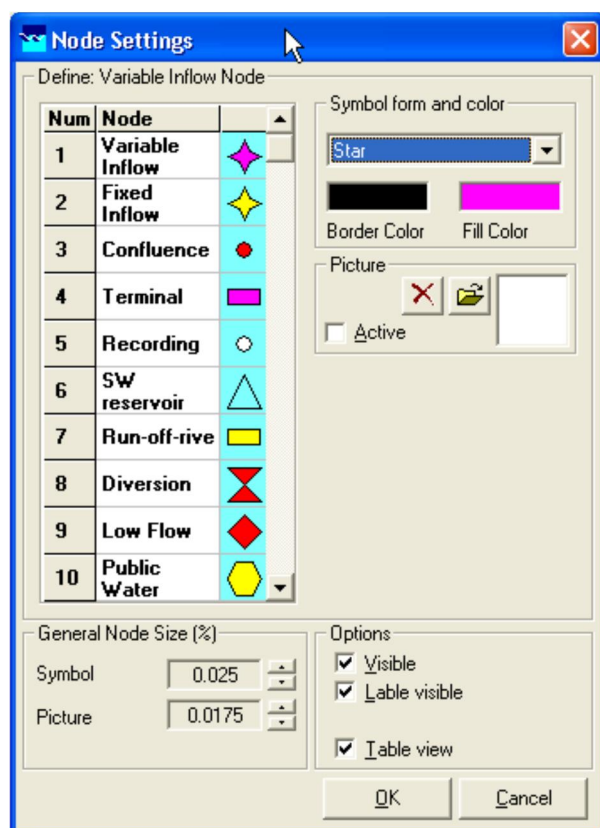 Node Settings
Define: Variable Inflow Node
Num Node
1 Variable
Inflow
2 Fixed
Inflow
3 Confluence
4 Terminal
5 Recording
6 SW
reservoir
7 Run-off-rive
8 Diversion
9 Low Flow
10 Public
Water
Symbol form and color
Star
Border Color Fill Color
Picture
Active
General Node Size (%)
Symbol 0.025
Picture 0.0175
Options
Visible
Lable visible
Table view
OK Cancel